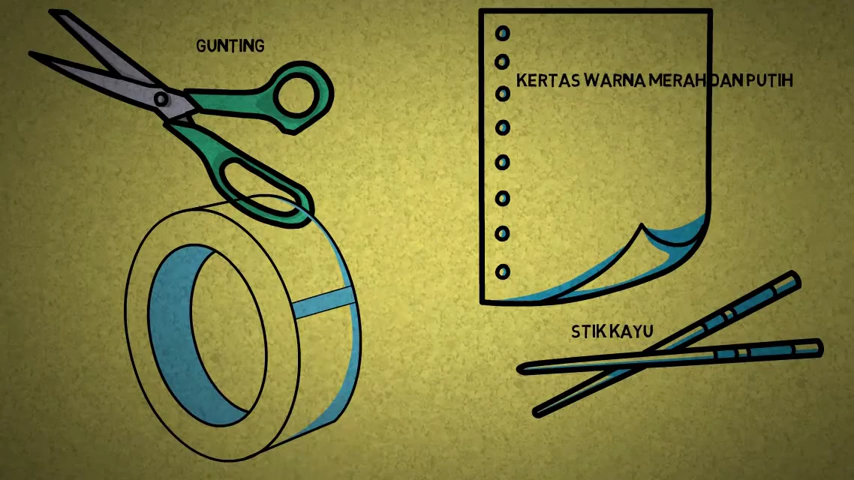 GUNTING
KERTAS WARNA MERAH DAN PUTIH
STIK KAYU